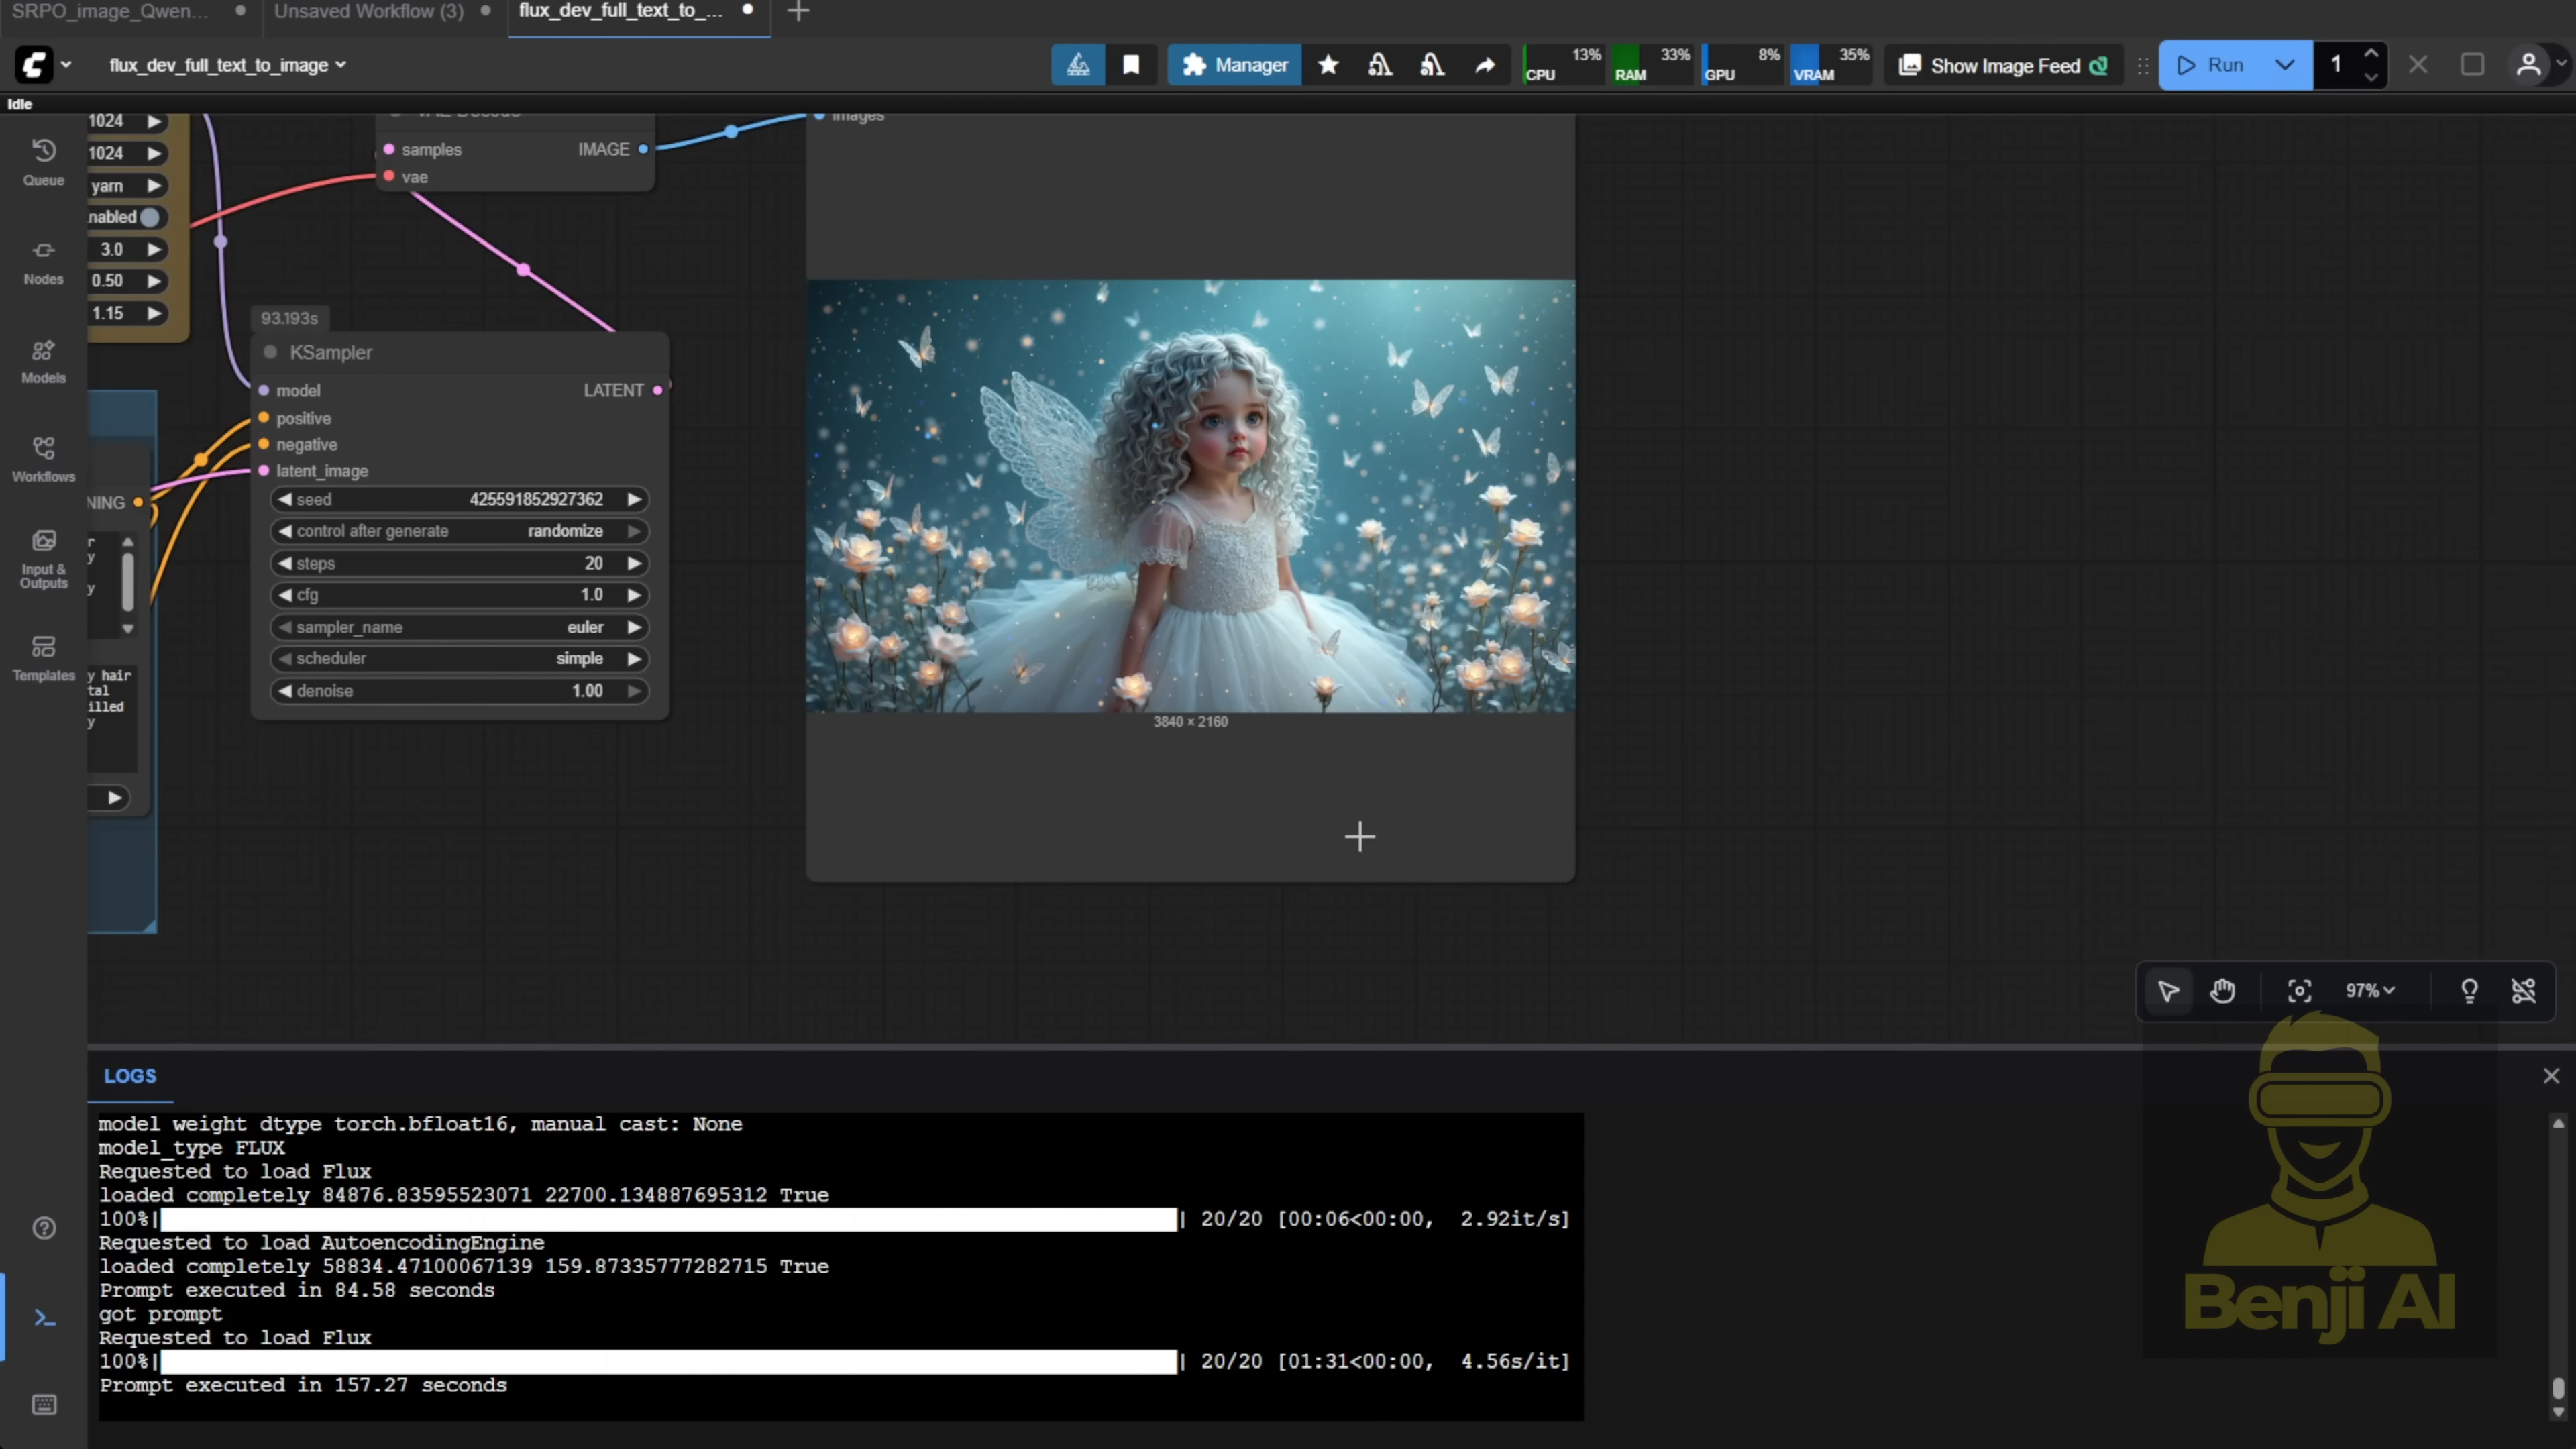 SRPO_image_Qwen...
Unsaved Workflow (3)
flux_dev_full_text_to_...
flux_dev_full_text_to_image
Manager
CPU 13%
RAM 33%
GPU 8%
VRAM 35%
Show Image Feed
Run
1
Idle
Queue
Nodes
Models
Workflows
Input &
Outputs
Templates
1024
1024
yarn
nabled
3.0
0.50
1.15
VAE Decode
samples IMAGE
vae
images
93.193s
KSampler
model LATENT
positive
negative
latent_image
seed 425591852927362
control after generate randomize
steps 20
cfg 1.0
sampler_name euler
scheduler simple
denoise 1.00
NING
r
y
y
y hair
tal
illed
y
3840 × 2160
97%
LOGS
model weight dtype torch.bfloat16, manual cast: None
model_type FLUX
Requested to load Flux
loaded completely 84876.83595523071 22700.134887695312 True
100%| | 20/20 [00:06<00:00, 2.92it/s]
Requested to load AutoencodingEngine
loaded completely 58834.47100067139 159.87335777282715 True
Prompt executed in 84.58 seconds
got prompt
Requested to load Flux
100%| | 20/20 [01:31<00:00, 4.56s/it]
Prompt executed in 157.27 seconds
Benji AI